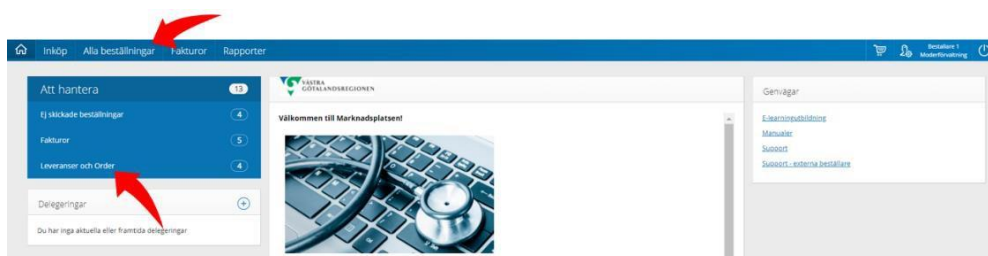 Inköp Alla beställningar Fakturor Rapporter
Beställare 1
Moderförvaltning
Att hantera 13
Ej skickade beställningar 4
Fakturor 5
Leveranser och Order 4
Delegeringar
Du har inga aktuella eller framtida delegeringar
VÄSTRA
GÖTALANDSREGIONEN
Välkommen till Marknadsplatsen!
Genvägar
E-learningutbildning
Manualer
Support
Support - externa beställare